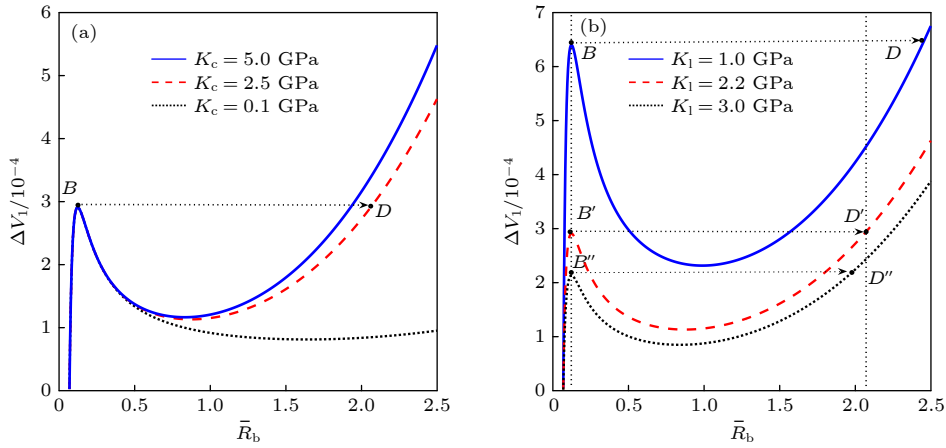 (a)
K_c = 5.0 GPa
K_c = 2.5 GPa
K_c = 0.1 GPa
B
D
ΔV_1/10^{-4}
6
5
4
3
2
1
0
0 0.5 1.0 1.5 2.0 2.5
R̄_b
(b)
K_l = 1.0 GPa
K_l = 2.2 GPa
K_l = 3.0 GPa
B
D
B′
D′
B″
D″
ΔV_1/10^{-4}
7
6
5
4
3
2
1
0
0 0.5 1.0 1.5 2.0 2.5
R̄_b